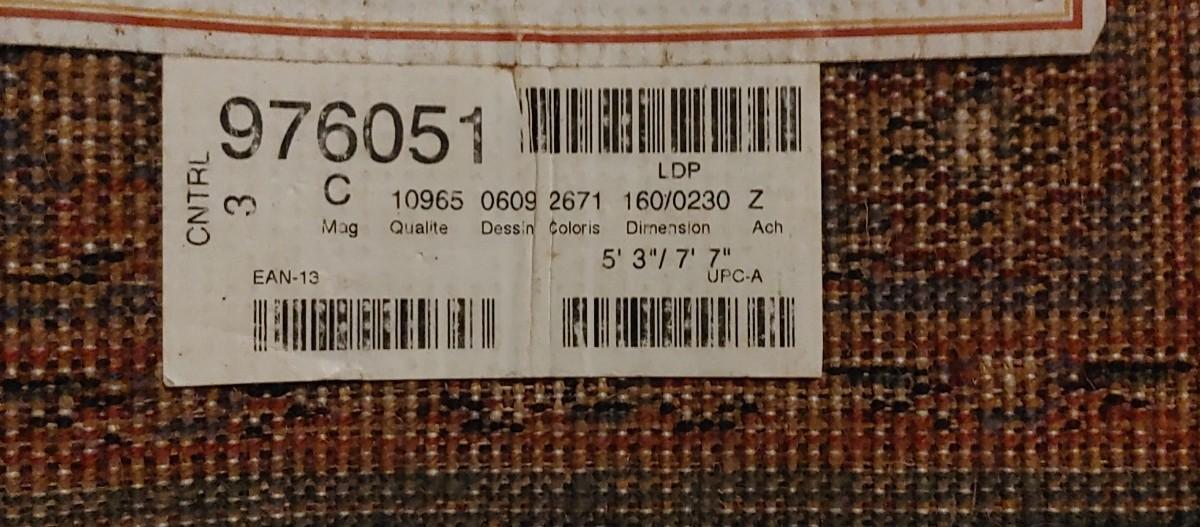 976051
LDP
CNTRL 3
C 10965 0609 2671 160/0230 Z
Mag Qualite Dessin Coloris Dimension Ach
5' 3"/ 7' 7"
EAN-13 UPC-A